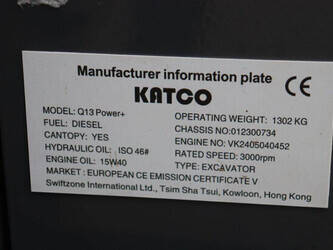 Manufacturer information plate
CE
KATCO
MODEL: Q13 Power+
OPERATING WEIGHT: 1302 KG
FUEL: DIESEL
CHASSIS NO:012300734
CANTOPY: YES
ENGINE NO: VK2405040452
HYDRAULIC OIL: ISO 46#
RATED SPEED: 3000rpm
ENGINE OIL: 15W40
TYPE: EXCAVATOR
MARKET : EUROPEAN CE EMISSION CERTIFICATE V
Swiftzone International Ltd., Tsim Sha Tsui, Kowloon, Hong Kong